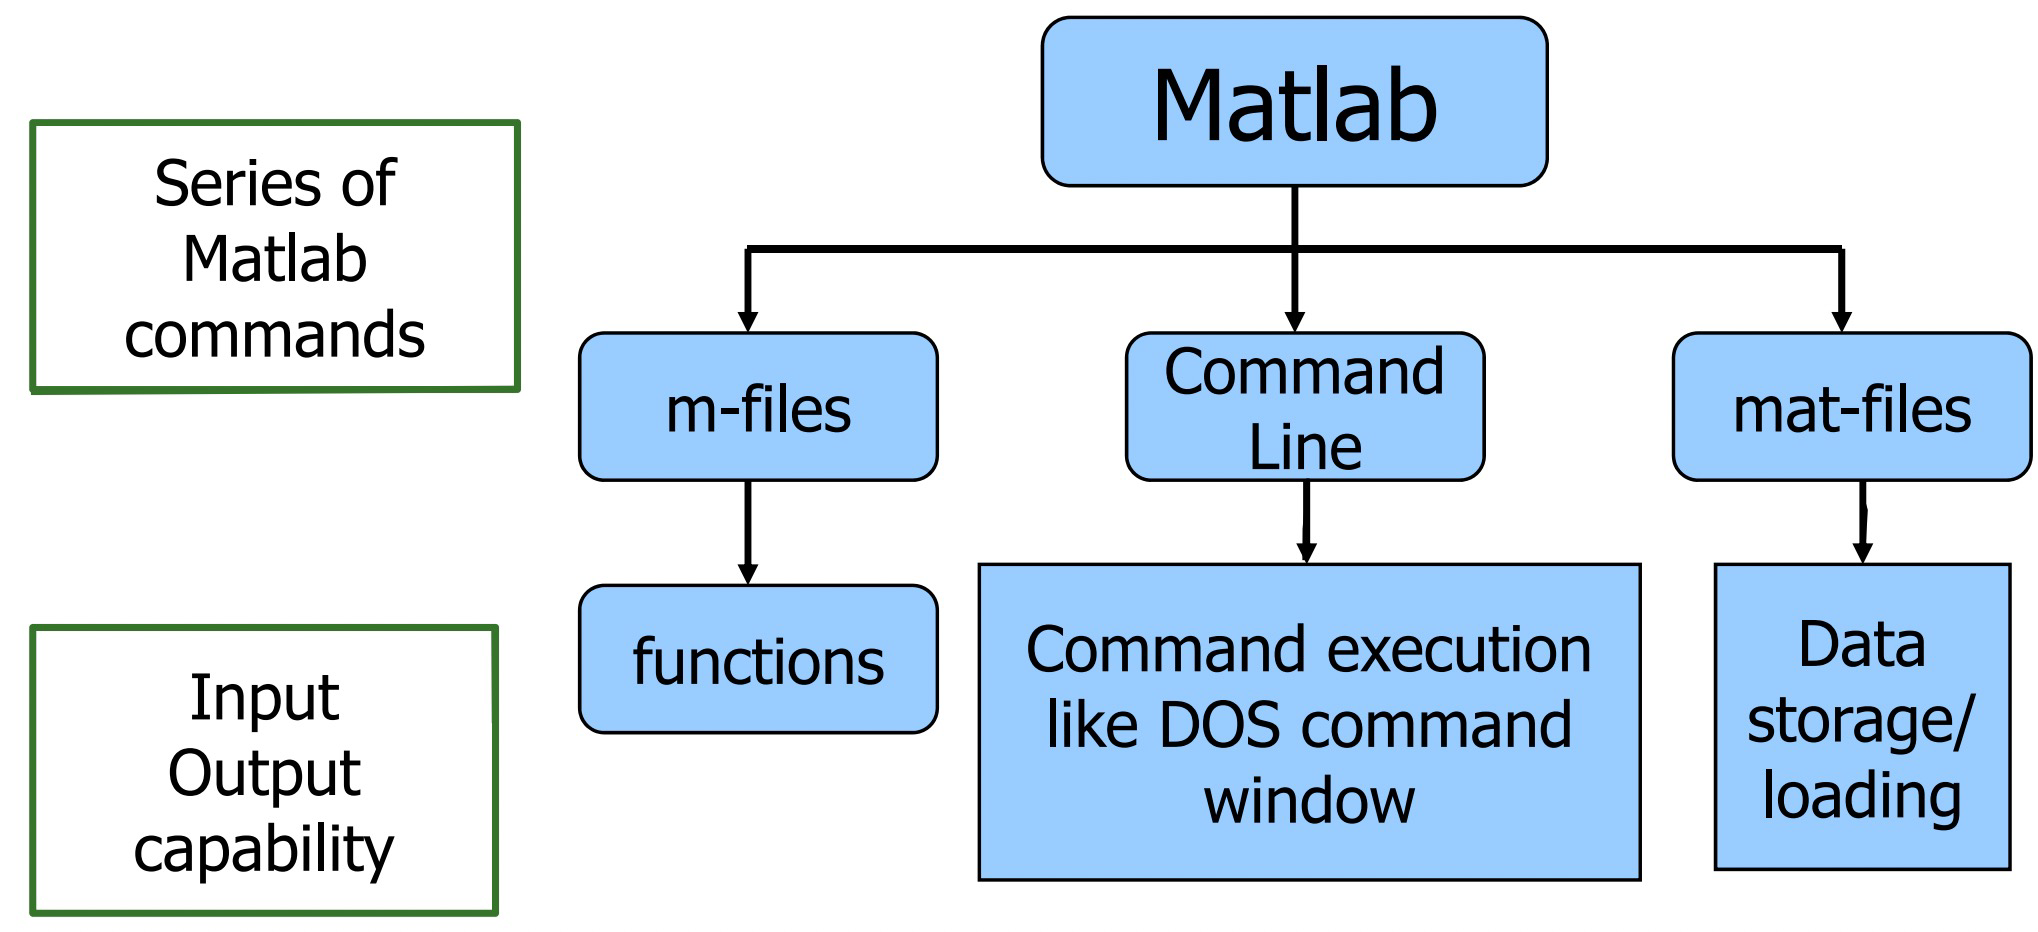 Matlab
Series of
Matlab
commands
m-files
Command
Line
mat-files
Input
Output
capability
functions
Command execution
like DOS command
window
Data
storage/
loading